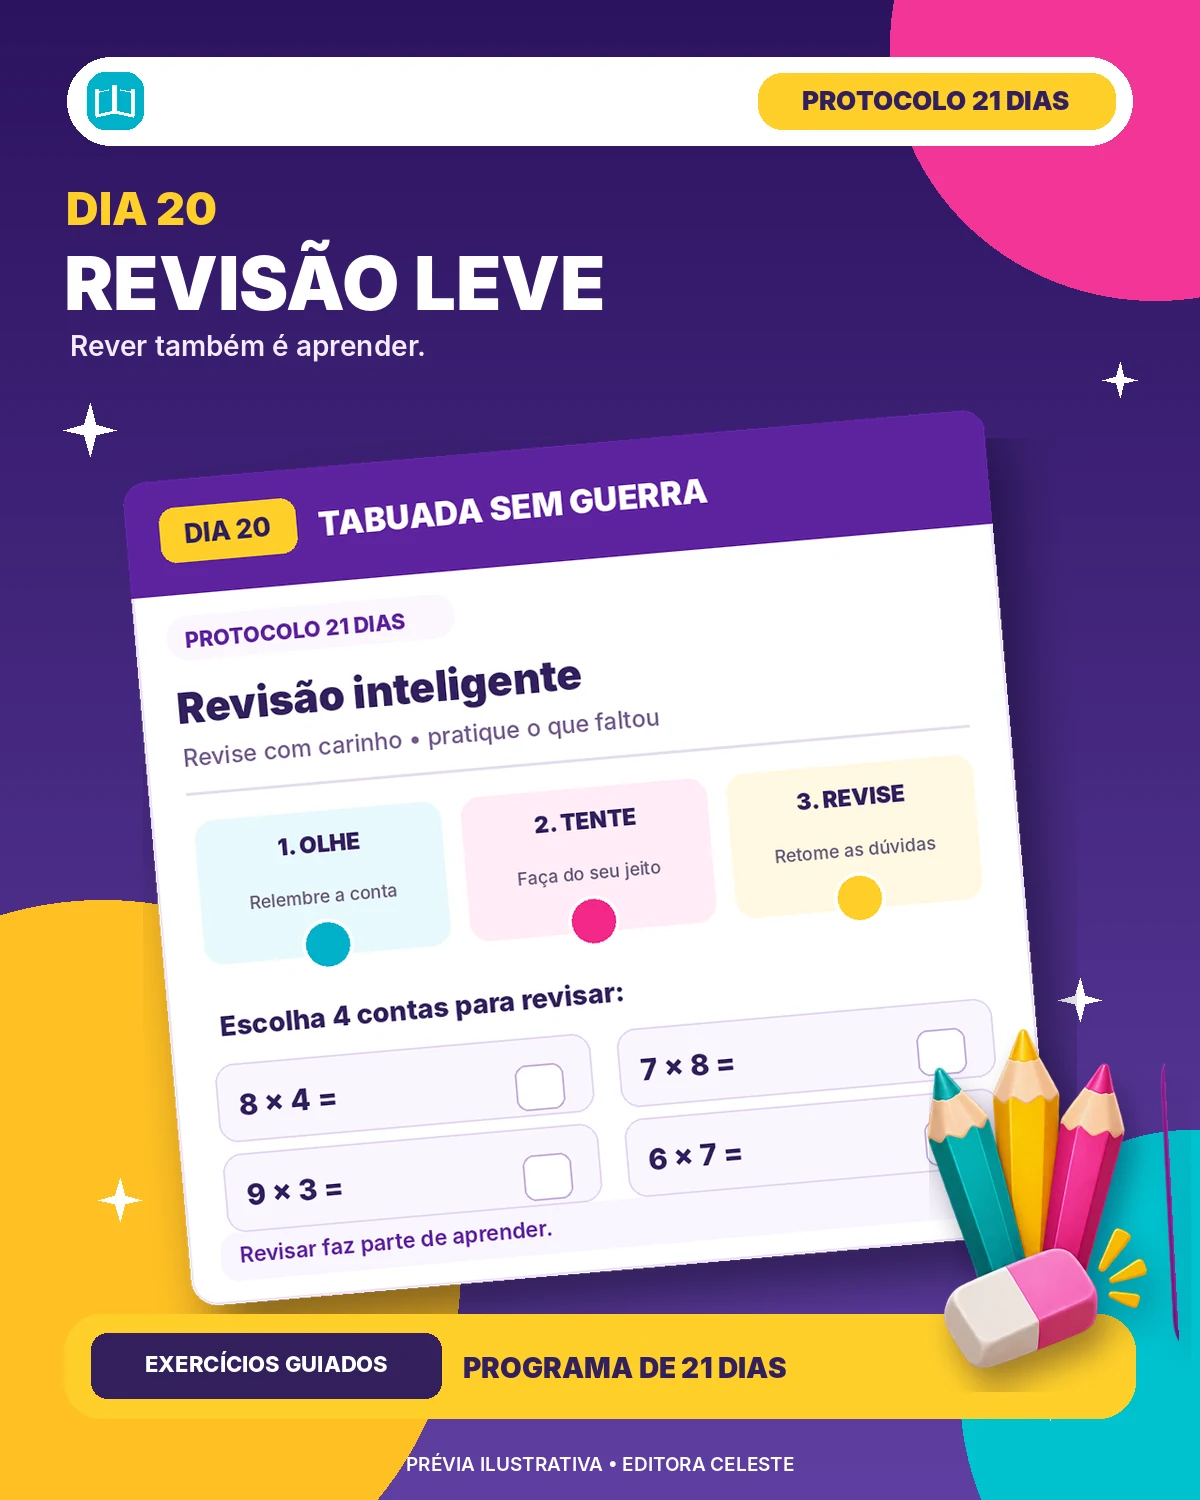 PROTOCOLO 21 DIAS
DIA 20
REVISÃO LEVE
Rever também é aprender.
DIA 20
TABUADA SEM GUERRA
PROTOCOLO 21 DIAS
Revisão inteligente
Revise com carinho • pratique o que faltou
1. OLHE
Relembre a conta
2. TENTE
Faça do seu jeito
3. REVISE
Retome as dúvidas
Escolha 4 contas para revisar:
8 × 4 =
7 × 8 =
9 × 3 =
6 × 7 =
Revisar faz parte de aprender.
EXERCÍCIOS GUIADOS
PROGRAMA DE 21 DIAS
PRÉVIA ILUSTRATIVA • EDITORA CELESTE